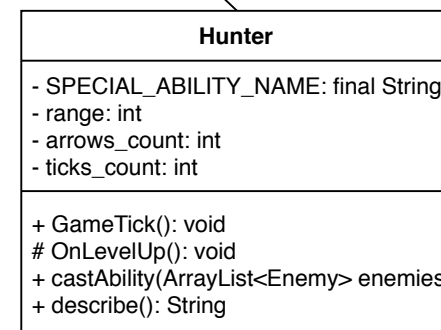 Hunter
- SPECIAL_ABILITY_NAME: final String
- range: int
- arrows_count: int
- ticks_count: int
+ GameTick(): void
# OnLevelUp(): void
+ castAbility(ArrayList<Enemy> enemies
+ describe(): String